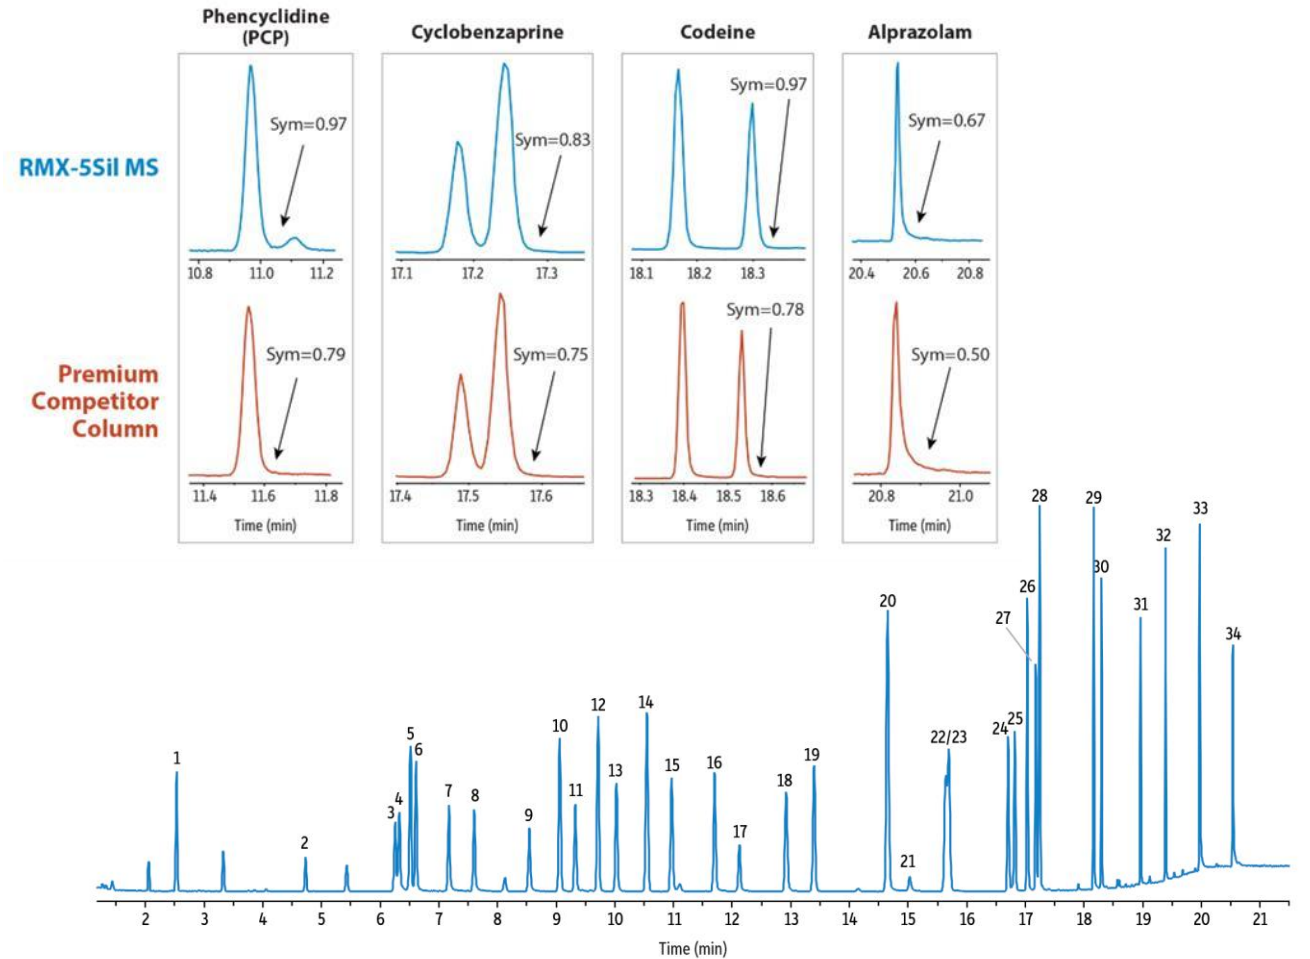 Phencyclidine
(PCP)
Cyclobenzaprine
Codeine
Alprazolam
RMX-5Sil MS
Sym=0.97
Sym=0.83
Sym=0.97
Sym=0.67
10.8 11.0 11.2
17.1 17.2 17.3
18.1 18.2 18.3
20.4 20.6 20.8
Premium
Competitor
Column
Sym=0.79
Sym=0.75
Sym=0.78
Sym=0.50
11.4 11.6 11.8
17.4 17.5 17.6
18.3 18.4 18.5 18.6
20.8 21.0
Time (min)
Time (min)
Time (min)
Time (min)
1
2
3
4
5
6
7
8
9
10
11
12
13
14
15
16
17
18
19
20
21
22/23
24
25
26
27
28
29
30
31
32
33
34
2 3 4 5 6 7 8 9 10 11 12 13 14 15 16 17 18 19 20 21
Time (min)